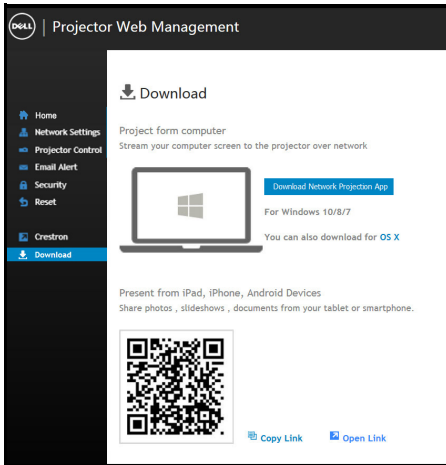 DELL | Projector Web Management
Download
Home
Network Settings
Projector Control
Email Alert
Security
Reset
Crestron
Download
Project form computer
Stream your computer screen to the projector over network
Download Network Projection App
For Windows 10/8/7
You can also download for OS X
Present from iPad, iPhone, Android Devices
Share photos , slideshows , documents from your tablet or smartphone.
Copy Link
Open Link